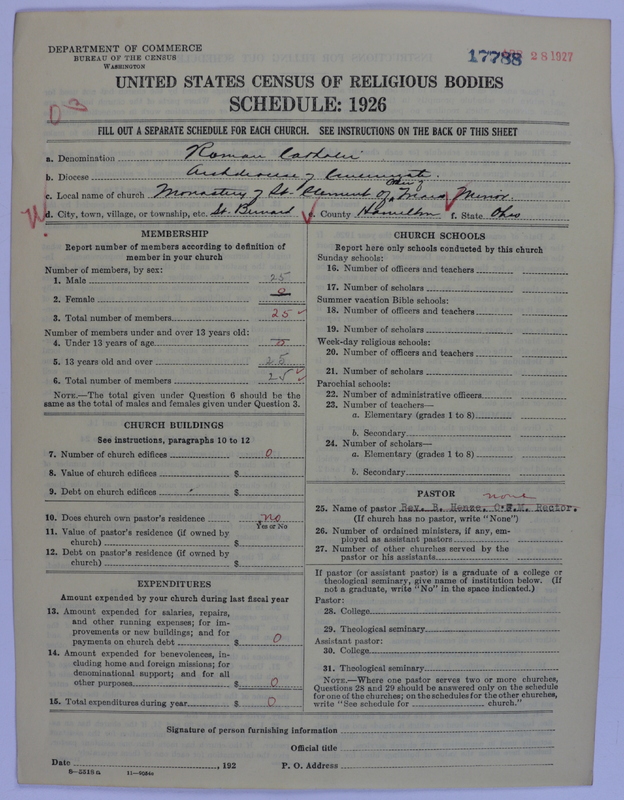 DEPARTMENT OF COMMERCE
BUREAU OF THE CENSUS
WASHINGTON
17788
28 1927
UNITED STATES CENSUS OF RELIGIOUS BODIES
SCHEDULE: 1926
FILL OUT A SEPARATE SCHEDULE FOR EACH CHURCH. SEE INSTRUCTIONS ON THE BACK OF THIS SHEET
a. Denomination Roman Catholic
b. Diocese Archdiocese of Cincinnati.
c. Local name of church Monastery of St. Clement of Friars Minor
d. City, town, village, or township, etc. St. Bernard e. County Hamilton f. State Ohio
MEMBERSHIP
Report number of members according to definition of
member in your church
Number of members, by sex:
1. Male 25
2. Female 0
3. Total number of members 25
Number of members under and over 13 years old:
4. Under 13 years of age 0
5. 13 years old and over 25
6. Total number of members 25
NOTE.—The total given under Question 6 should be the
same as the total of males and females given under Question 3.
CHURCH BUILDINGS
See instructions, paragraphs 10 to 12
7. Number of church edifices 0
8. Value of church edifices $
9. Debt on church edifices $
10. Does church own pastor's residence no
Yes or No
11. Value of pastor's residence (if owned by
church) $
12. Debt on pastor's residence (if owned by
church) $
EXPENDITURES
Amount expended by your church during last fiscal year
13. Amount expended for salaries, repairs,
and other running expenses; for im-
provements or new buildings; and for
payments on church debt $ 0
14. Amount expended for benevolences, in-
cluding home and foreign missions; for
denominational support; and for all
other purposes $ 0
15. Total expenditures during year $ 0
CHURCH SCHOOLS
Report here only schools conducted by this church
Sunday schools:
16. Number of officers and teachers
17. Number of scholars
Summer vacation Bible schools:
18. Number of officers and teachers
19. Number of scholars
Week-day religious schools:
20. Number of officers and teachers
21. Number of scholars
Parochial schools:
22. Number of administrative officers
23. Number of teachers—
a. Elementary (grades 1 to 8)
b. Secondary
24. Number of scholars—
a. Elementary (grades 1 to 8)
b. Secondary
PASTOR
none
25. Name of pastor Rev. B. Henze, O.F.M. Rector.
(If church has no pastor, write "None")
26. Number of ordained ministers, if any, em-
ployed as assistant pastors
27. Number of other churches served by the
pastor or his assistants
If pastor (or assistant pastor) is a graduate of a college or
theological seminary, give name of institution below. (If
not a graduate, write "No" in the space indicated.)
Pastor:
28. College
29. Theological seminary
Assistant pastor:
30. College
31. Theological seminary
NOTE.—Where one pastor serves two or more churches,
Questions 28 and 29 should be answered only on the schedule
for one of the churches; on the schedules for the other churches,
write "See schedule for church."
Signature of person furnishing information
Official title
Date , 192 P. O. Address
8—5518a 11—9034